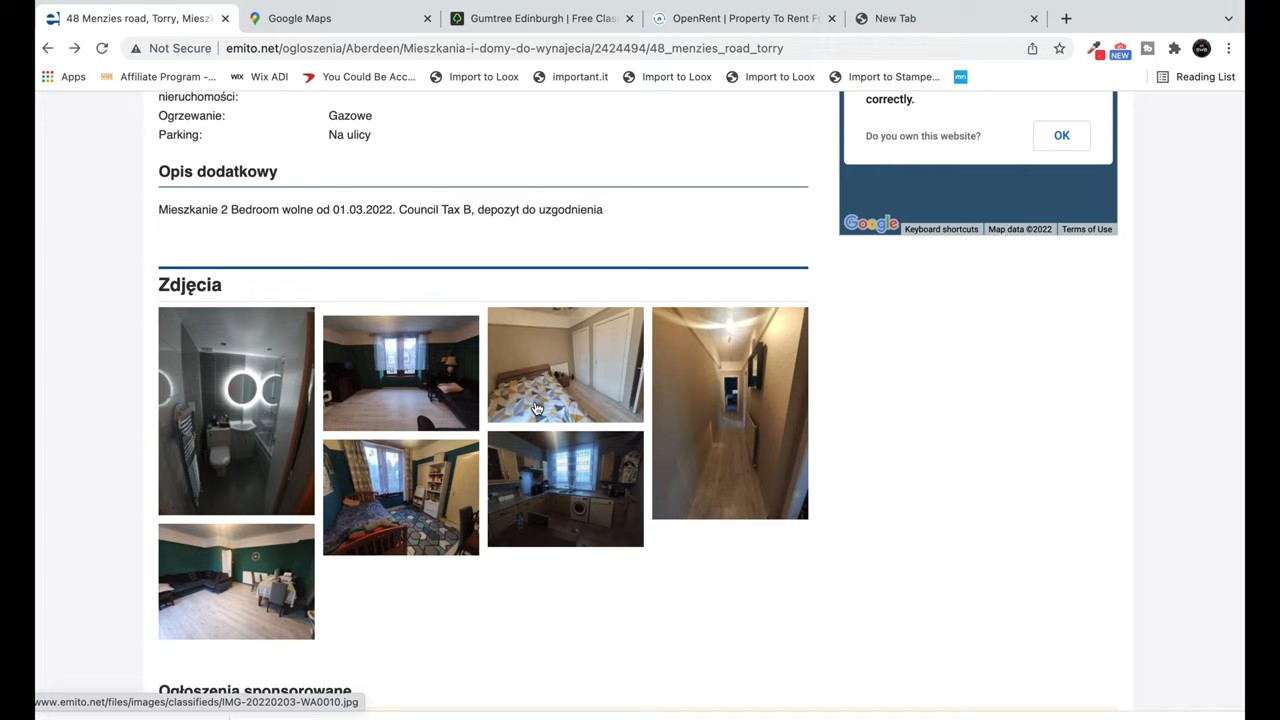 48 Menzies road, Torry, Miesz
Google Maps
Gumtree Edinburgh | Free Clas
OpenRent | Property To Rent F
New Tab
Not Secure
emito.net/ogloszenia/Aberdeen/Mieszkania-i-domy-do-wynajecia/2424494/48_menzies_road_torry
NEW
Apps
Affiliate Program -...
WIX
Wix ADI
You Could Be Acc...
Import to Loox
important.it
Import to Loox
Import to Loox
Import to Stampe...
Reading List
nieruchomości:
Ogrzewanie: Gazowe
Parking: Na ulicy
correctly.
Do you own this website?
OK
Opis dodatkowy
Mieszkanie 2 Bedroom wolne od 01.03.2022. Council Tax B, depozyt do uzgodnienia
Google
Keyboard shortcuts
Map data ©2022
Terms of Use
Zdjęcia
Ogłoszenia sponsorowane
www.emito.net/files/images/classifieds/IMG-20220203-WA0010.jpg